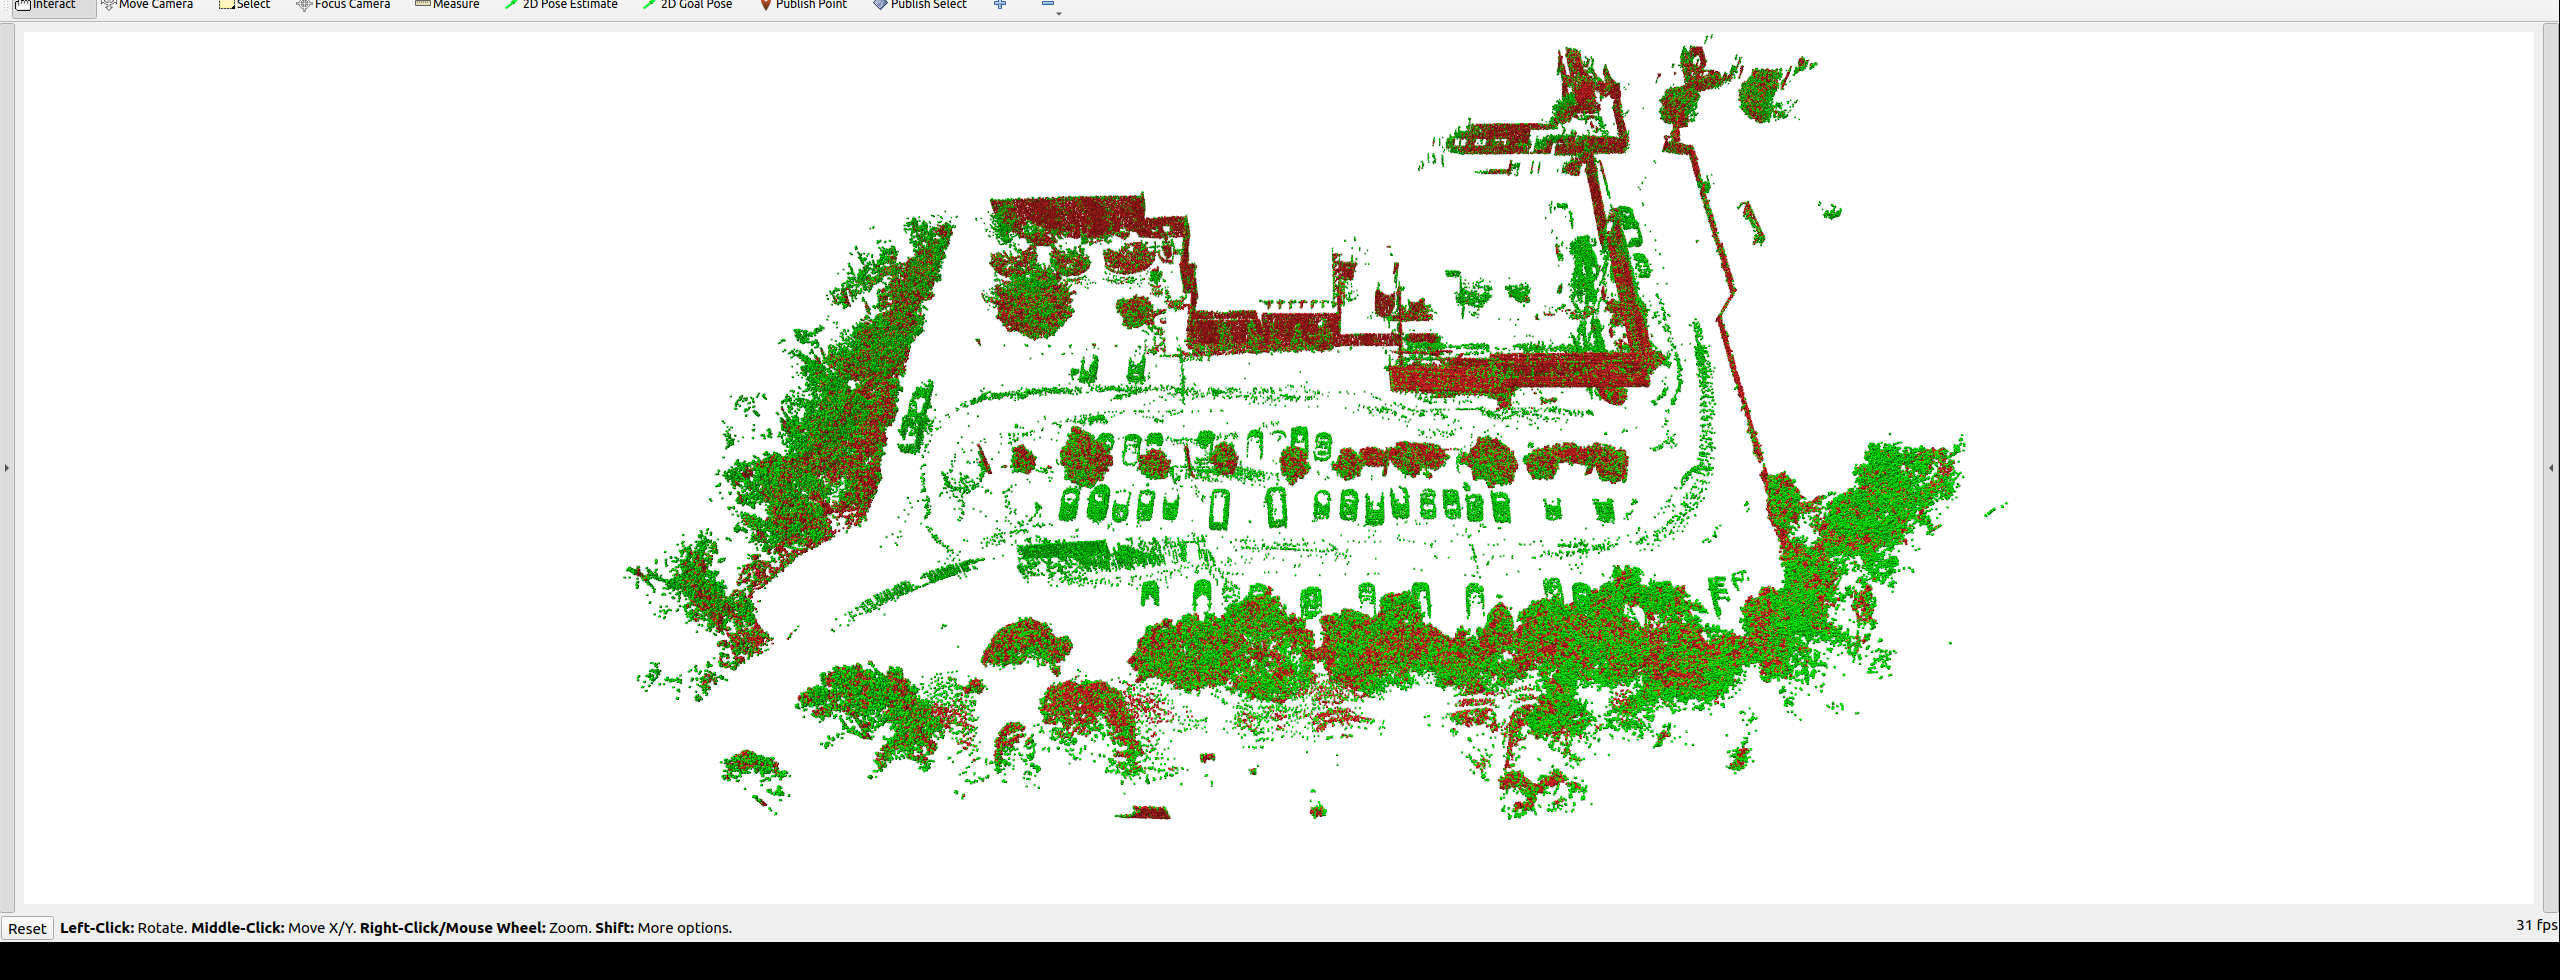 Interact Move Camera Select Focus Camera Measure 2D Pose Estimate 2D Goal Pose Publish Point Publish Select
Reset Left-Click: Rotate. Middle-Click: Move X/Y. Right-Click/Mouse Wheel: Zoom. Shift: More options. 31 fps